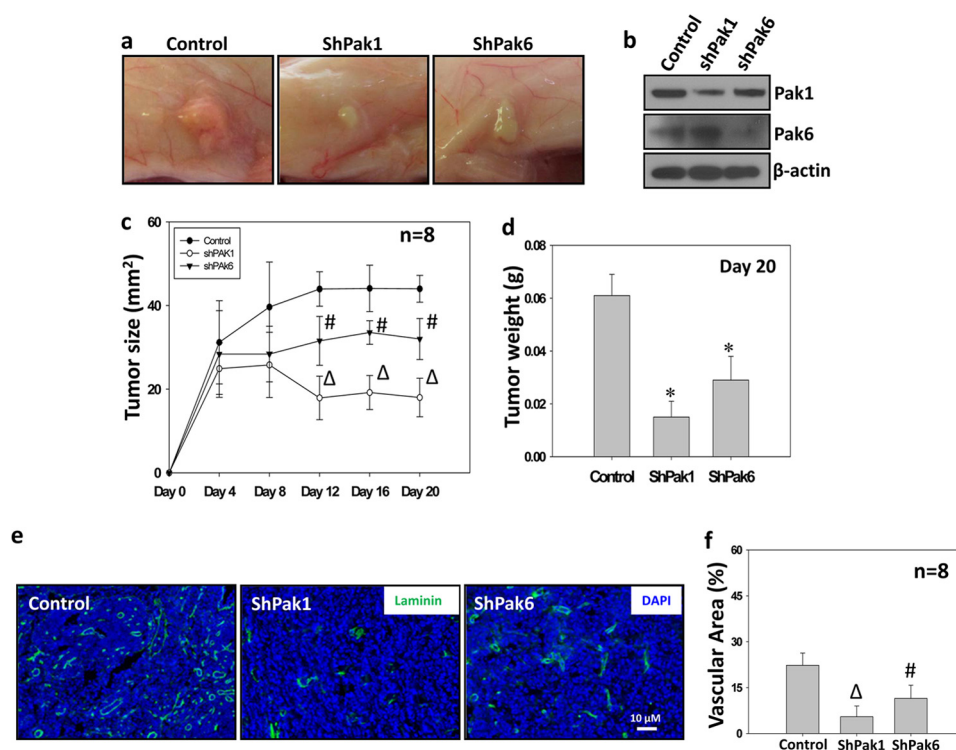 a
Control
ShPak1
ShPak6
b
Control
shPak1
shPak6
Pak1
Pak6
β-actin
c
Tumor size (mm²)
60
40
20
0
Control
shPAK1
shPAk6
n=8
#
#
#
Δ
Δ
Δ
Day 0 Day 4 Day 8 Day 12 Day 16 Day 20
d
Tumor weight (g)
0.08
0.06
0.04
0.02
0.00
Day 20
*
*
Control ShPak1 ShPak6
e
Control
ShPak1
Laminin
ShPak6
DAPI
10 μM
f
Vascular Area (%)
60
45
30
15
0
n=8
Δ
#
Control ShPak1 ShPak6